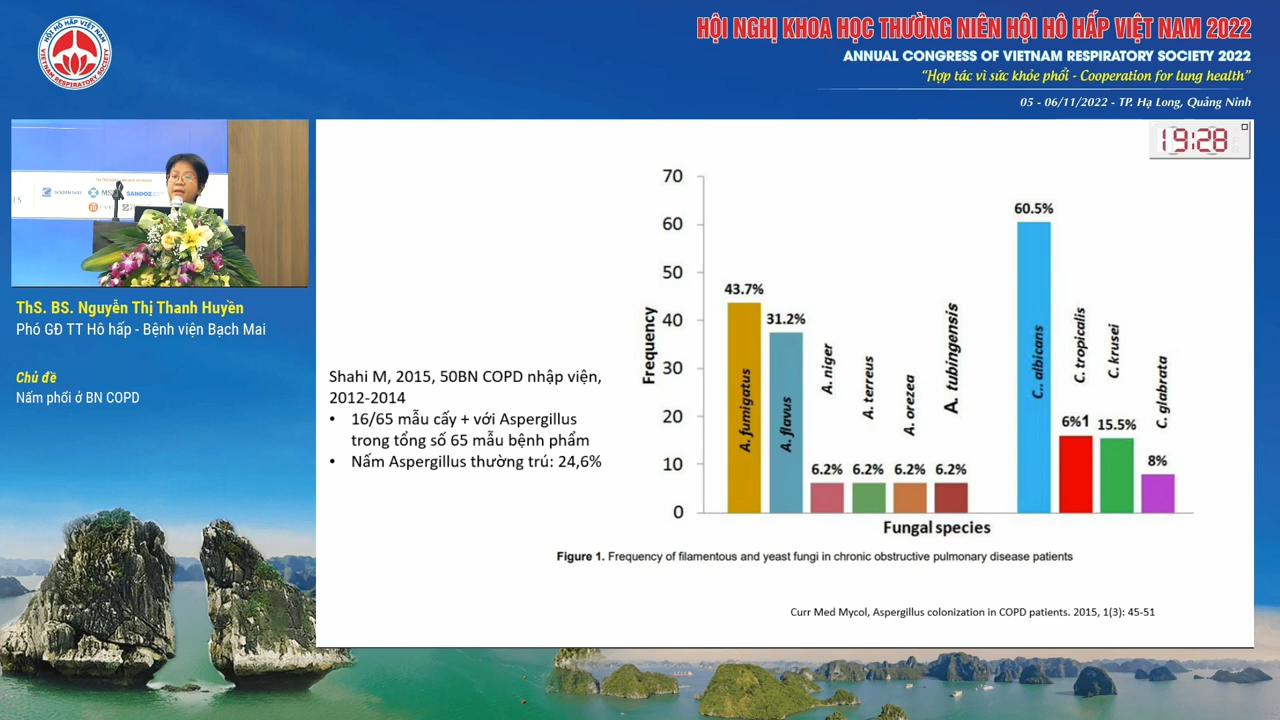 HỘI HÔ HẤP VIỆT NAM
VIETNAM RESPIRATORY SOCIETY
HỘI NGHỊ KHOA HỌC THƯỜNG NIÊN HỘI HÔ HẤP VIỆT NAM 2022
ANNUAL CONGRESS OF VIETNAM RESPIRATORY SOCIETY 2022
“Hợp tác vì sức khỏe phổi - Cooperation for lung health”
05 - 06/11/2022 - TP. Hạ Long, Quảng Ninh
SANDOZ
ThS. BS. Nguyễn Thị Thanh Huyền
Phó GĐ TT Hô hấp - Bệnh viện Bạch Mai
Chủ đề
Nấm phổi ở BN COPD
19:28
Shahi M, 2015, 50BN COPD nhập viện,
2012-2014
• 16/65 mẫu cấy + với Aspergillus
trong tổng số 65 mẫu bệnh phẩm
• Nấm Aspergillus thường trú: 24,6%
Frequency
70
60
50
40
30
20
10
0
43.7%
A. fumigatus
31.2%
A. flavus
A. niger
6.2%
A. terreus
6.2%
A. orezea
6.2%
A. tubingensis
6.2%
60.5%
C.. albicans
C. tropicalis
6%1
C. krusei
15.5%
C. glabrata
8%
Fungal species
Figure 1. Frequency of filamentous and yeast fungi in chronic obstructive pulmonary disease patients
Curr Med Mycol, Aspergillus colonization in COPD patients. 2015, 1(3): 45-51